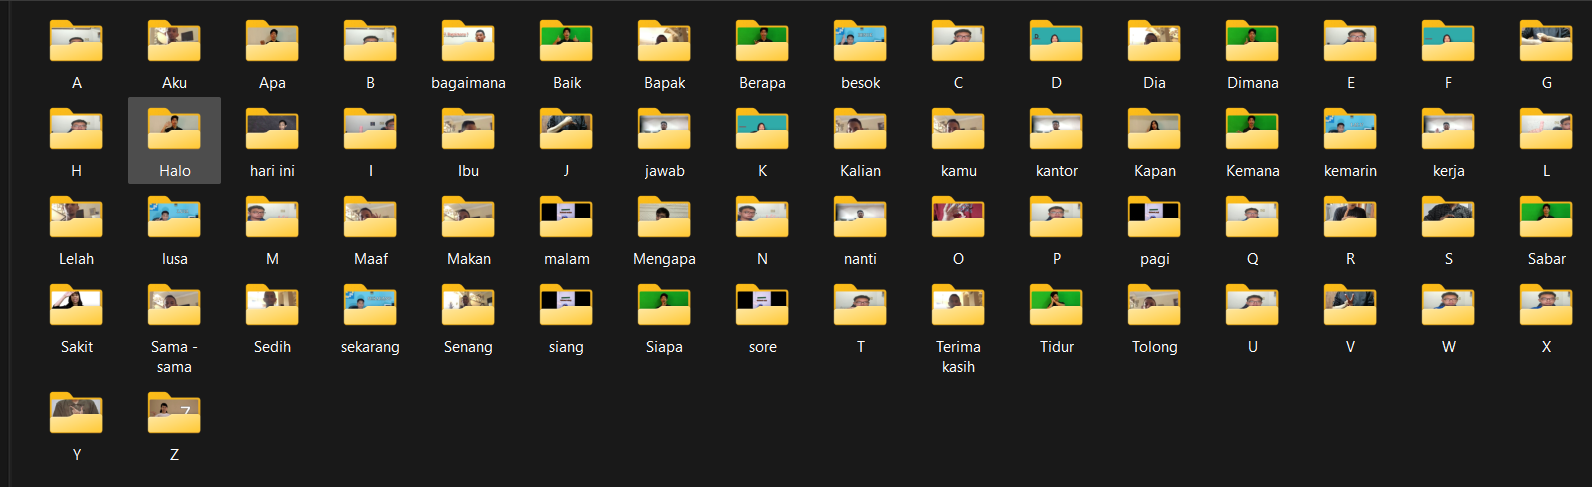 A
Aku
Apa
B
bagaimana
Baik
Bapak
Berapa
besok
C
D
Dia
Dimana
E
F
G
H
Halo
hari ini
I
Ibu
J
jawab
K
Kalian
kamu
kantor
Kapan
Kemana
kemarin
kerja
L
Lelah
lusa
M
Maaf
Makan
malam
Mengapa
N
nanti
O
P
pagi
Q
R
S
Sabar
Sakit
Sama -
sama
Sedih
sekarang
Senang
siang
Siapa
sore
T
Terima
kasih
Tidur
Tolong
U
V
W
X
Y
Z